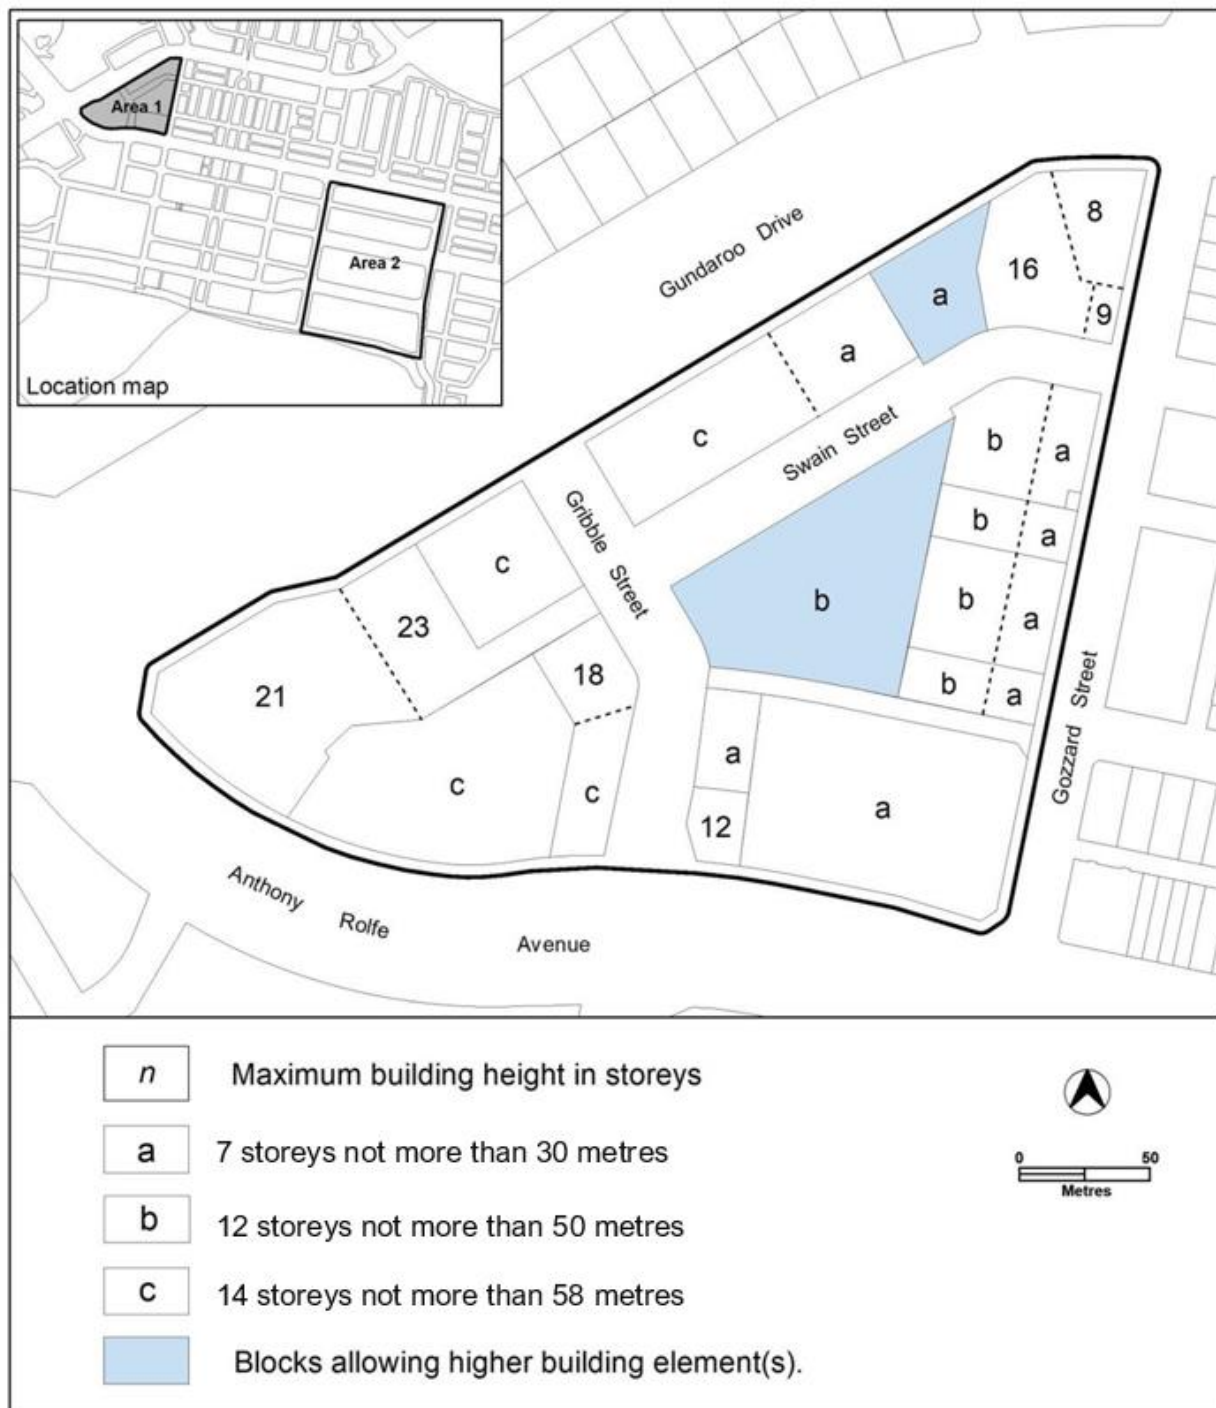 Area 1
Area 2
Location map
Gundaroo Drive
8
16
9
a
a
c
Swain Street
b
a
b
a
b
a
b
a
b
Gribble Street
c
23
21
18
c
c
a
12
a
Gozzard Street
Anthony Rolfe Avenue
n Maximum building height in storeys
a 7 storeys not more than 30 metres
b 12 storeys not more than 50 metres
c 14 storeys not more than 58 metres
Blocks allowing higher building element(s).
0 50
Metres